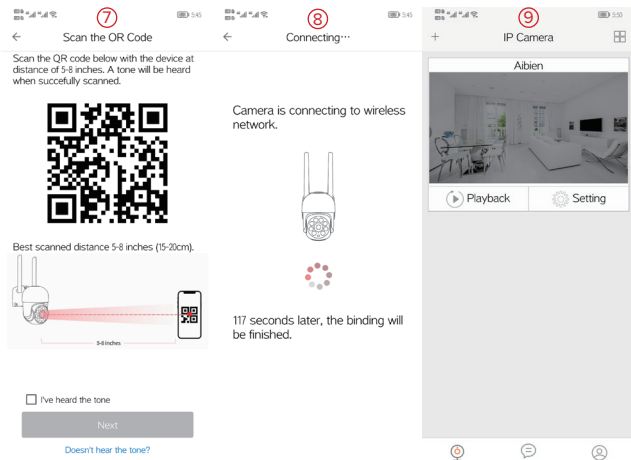 ⑦
5:45
Scan the OR Code
Scan the QR code below with the device at
distance of 5-8 inches. A tone will be heard
when succefully scanned.
Best scanned distance 5-8 inches (15-20cm).
5-8 inches
I've heard the tone
Next
Doesn't hear the tone?
⑧
5:45
Connecting···
Camera is connecting to wireless
network.
117 seconds later, the binding will
be finished.
⑨
5:50
IP Camera
Aibien
Playback
Setting